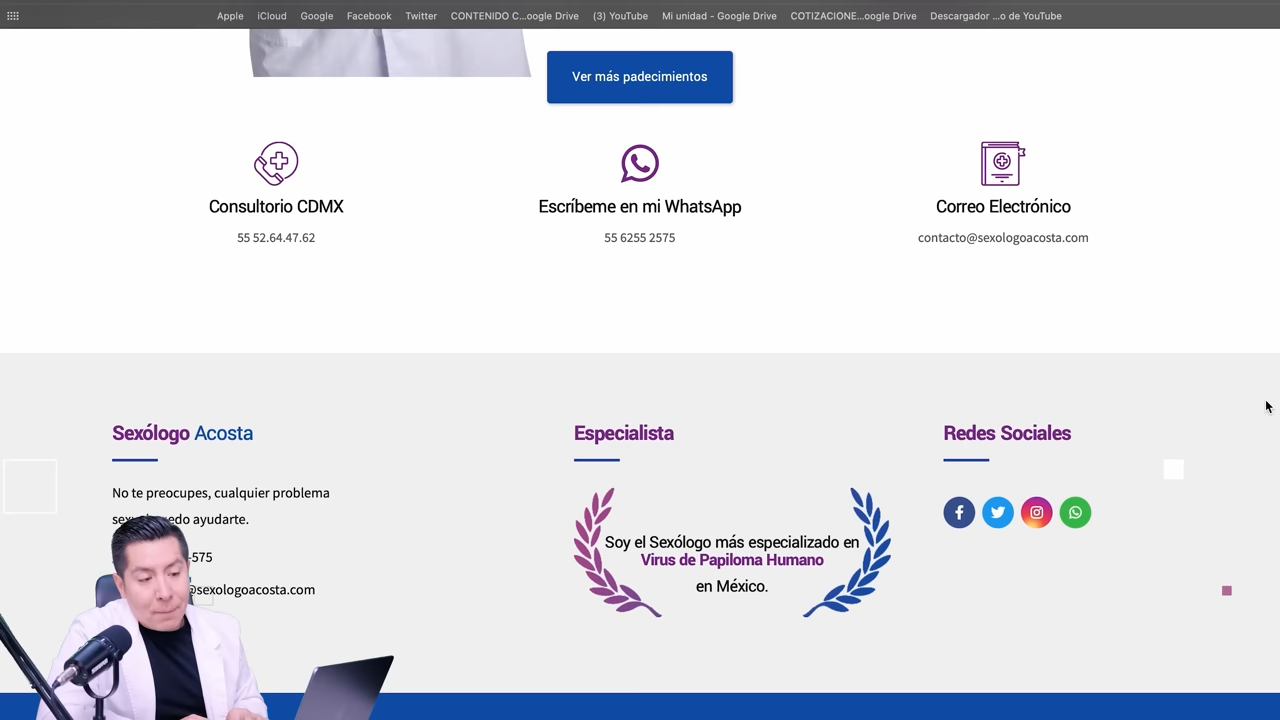 Apple iCloud Google Facebook Twitter CONTENIDO C...oogle Drive (3) YouTube Mi unidad - Google Drive COTIZACIONE...oogle Drive Descargador ...o de YouTube
Ver más padecimientos
Consultorio CDMX
55 52.64.47.62
Escríbeme en mi WhatsApp
55 6255 2575
Correo Electrónico
contacto@sexologoacosta.com
Sexólogo Acosta
No te preocupes, cualquier problema
ayudarte.
-575
@sexologoacosta.com
Especialista
Soy el Sexólogo más especializado en
Virus de Papiloma Humano
en México.
Redes Sociales